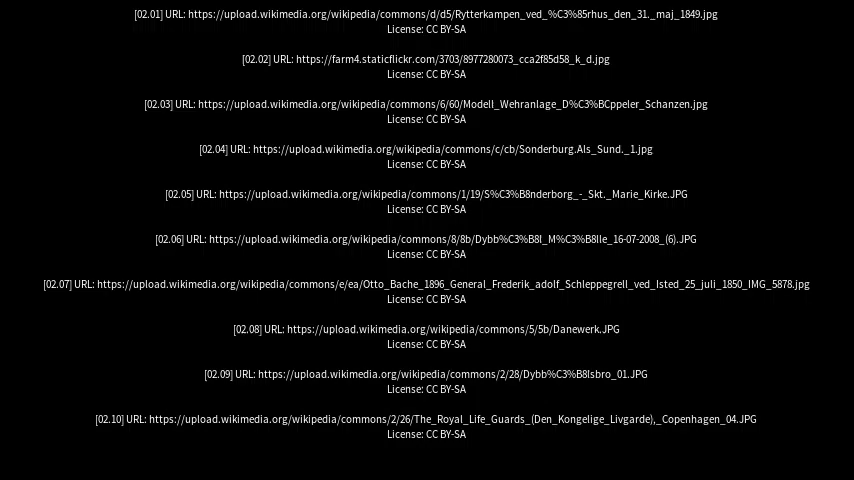 [02.01] URL: https://upload.wikimedia.org/wikipedia/commons/d/d5/Rytterkampen_ved_%C3%85rhus_den_31._maj_1849.jpg
License: CC BY-SA
[02.02] URL: https://farm4.staticflickr.com/3703/8977280073_cca2f85d58_k_d.jpg
License: CC BY-SA
[02.03] URL: https://upload.wikimedia.org/wikipedia/commons/6/60/Modell_Wehranlage_D%C3%BCppeler_Schanzen.jpg
License: CC BY-SA
[02.04] URL: https://upload.wikimedia.org/wikipedia/commons/c/cb/Sonderburg.Als_Sund._1.jpg
License: CC BY-SA
[02.05] URL: https://upload.wikimedia.org/wikipedia/commons/1/19/S%C3%B8nderborg_-_Skt._Marie_Kirke.JPG
License: CC BY-SA
[02.06] URL: https://upload.wikimedia.org/wikipedia/commons/8/8b/Dybb%C3%B8l_M%C3%B8lle_16-07-2008_(6).JPG
License: CC BY-SA
[02.07] URL: https://upload.wikimedia.org/wikipedia/commons/e/ea/Otto_Bache_1896_General_Frederik_adolf_Schleppegrell_ved_Isted_25_juli_1850_IMG_5878.jpg
License: CC BY-SA
[02.08] URL: https://upload.wikimedia.org/wikipedia/commons/5/5b/Danewerk.JPG
License: CC BY-SA
[02.09] URL: https://upload.wikimedia.org/wikipedia/commons/2/28/Dybb%C3%B8lsbro_01.JPG
License: CC BY-SA
[02.10] URL: https://upload.wikimedia.org/wikipedia/commons/2/26/The_Royal_Life_Guards_(Den_Kongelige_Livgarde),_Copenhagen_04.JPG
License: CC BY-SA